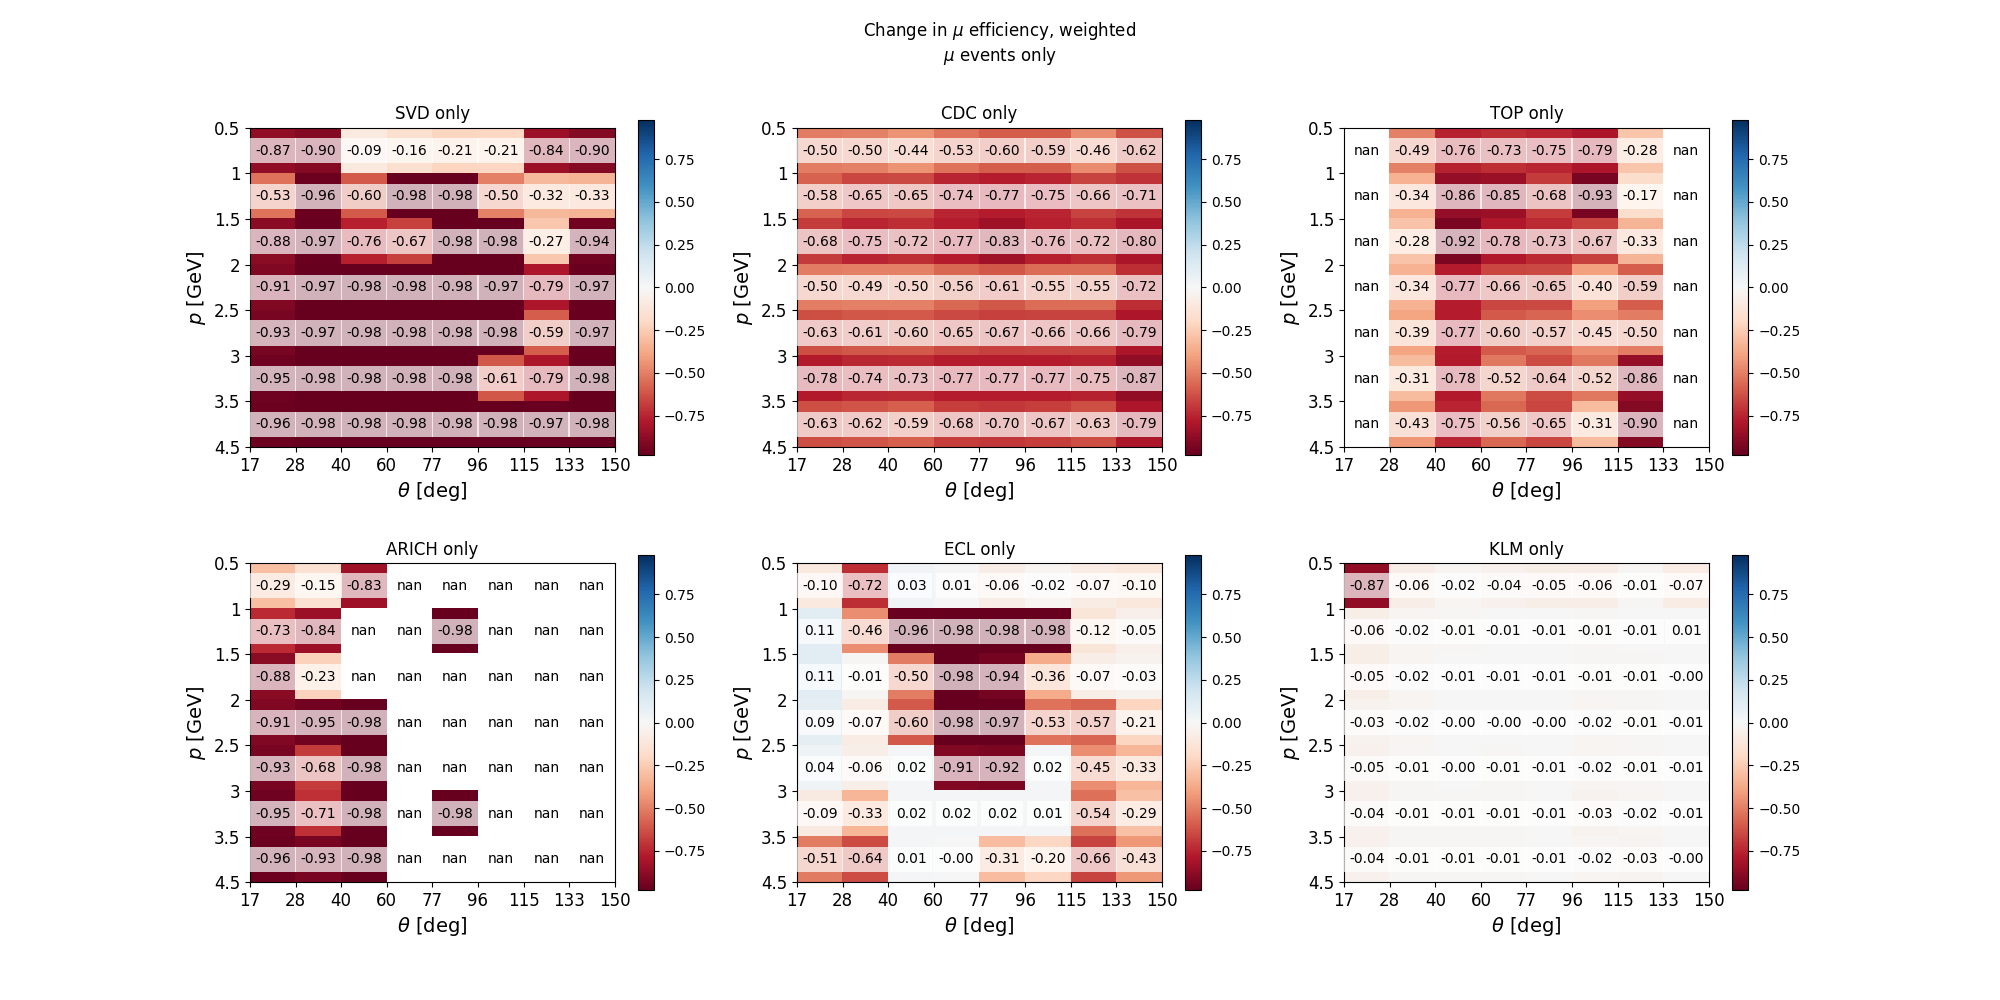 Change in μ efficiency, weighted
μ events only
SVD only
0.5 -0.87 -0.90 -0.09 -0.16 -0.21 -0.21 -0.84 -0.90
1 -0.53 -0.96 -0.60 -0.98 -0.98 -0.50 -0.32 -0.33
1.5 -0.88 -0.97 -0.76 -0.67 -0.98 -0.98 -0.27 -0.94
2 -0.91 -0.97 -0.98 -0.98 -0.98 -0.97 -0.79 -0.97
2.5 -0.93 -0.97 -0.98 -0.98 -0.98 -0.98 -0.59 -0.97
3 -0.95 -0.98 -0.98 -0.98 -0.98 -0.61 -0.79 -0.98
3.5 -0.96 -0.98 -0.98 -0.98 -0.98 -0.98 -0.97 -0.98
4.5
17 28 40 60 77 96 115 133 150
θ [deg]
p [GeV]
0.75
0.50
0.25
0.00
−0.25
−0.50
−0.75
CDC only
0.5 -0.50 -0.50 -0.44 -0.53 -0.60 -0.59 -0.46 -0.62
1 -0.58 -0.65 -0.65 -0.74 -0.77 -0.75 -0.66 -0.71
1.5 -0.68 -0.75 -0.72 -0.77 -0.83 -0.76 -0.72 -0.80
2 -0.50 -0.49 -0.50 -0.56 -0.61 -0.55 -0.55 -0.72
2.5 -0.63 -0.61 -0.60 -0.65 -0.67 -0.66 -0.66 -0.79
3 -0.78 -0.74 -0.73 -0.77 -0.77 -0.77 -0.75 -0.87
3.5 -0.63 -0.62 -0.59 -0.68 -0.70 -0.67 -0.63 -0.79
4.5
17 28 40 60 77 96 115 133 150
θ [deg]
p [GeV]
0.75
0.50
0.25
0.00
−0.25
−0.50
−0.75
TOP only
0.5 nan -0.49 -0.76 -0.73 -0.75 -0.79 -0.28 nan
1 nan -0.34 -0.86 -0.85 -0.68 -0.93 -0.17 nan
1.5 nan -0.28 -0.92 -0.78 -0.73 -0.67 -0.33 nan
2 nan -0.34 -0.77 -0.66 -0.65 -0.40 -0.59 nan
2.5 nan -0.39 -0.77 -0.60 -0.57 -0.45 -0.50 nan
3 nan -0.31 -0.78 -0.52 -0.64 -0.52 -0.86 nan
3.5 nan -0.43 -0.75 -0.56 -0.65 -0.31 -0.90 nan
4.5
17 28 40 60 77 96 115 133 150
θ [deg]
p [GeV]
0.75
0.50
0.25
0.00
−0.25
−0.50
−0.75
ARICH only
0.5 -0.29 -0.15 -0.83 nan nan nan nan nan
1 -0.73 -0.84 nan nan -0.98 nan nan nan
1.5 -0.88 -0.23 nan nan nan nan nan nan
2 -0.91 -0.95 -0.98 nan nan nan nan nan
2.5 -0.93 -0.68 -0.98 nan nan nan nan nan
3 -0.95 -0.71 -0.98 nan -0.98 nan nan nan
3.5 -0.96 -0.93 -0.98 nan nan nan nan nan
4.5
17 28 40 60 77 96 115 133 150
θ [deg]
p [GeV]
0.75
0.50
0.25
0.00
−0.25
−0.50
−0.75
ECL only
0.5 -0.10 -0.72 0.03 0.01 -0.06 -0.02 -0.07 -0.10
1 0.11 -0.46 -0.96 -0.98 -0.98 -0.98 -0.12 -0.05
1.5 0.11 -0.01 -0.50 -0.98 -0.94 -0.36 -0.07 -0.03
2 0.09 -0.07 -0.60 -0.98 -0.97 -0.53 -0.57 -0.21
2.5 0.04 -0.06 0.02 -0.91 -0.92 0.02 -0.45 -0.33
3 -0.09 -0.33 0.02 0.02 0.02 0.01 -0.54 -0.29
3.5 -0.51 -0.64 0.01 -0.00 -0.31 -0.20 -0.66 -0.43
4.5
17 28 40 60 77 96 115 133 150
θ [deg]
p [GeV]
0.75
0.50
0.25
0.00
−0.25
−0.50
−0.75
KLM only
0.5 -0.87 -0.06 -0.02 -0.04 -0.05 -0.06 -0.01 -0.07
1 -0.06 -0.02 -0.01 -0.01 -0.01 -0.01 -0.01 0.01
1.5 -0.05 -0.02 -0.01 -0.01 -0.01 -0.01 -0.01 -0.00
2 -0.03 -0.02 -0.00 -0.00 -0.00 -0.01 -0.01 -0.01
2.5 -0.05 -0.01 -0.00 -0.01 -0.01 -0.02 -0.01 -0.01
3 -0.04 -0.01 -0.01 -0.01 -0.01 -0.03 -0.02 -0.01
3.5 -0.04 -0.01 -0.01 -0.01 -0.01 -0.02 -0.03 -0.00
4.5
17 28 40 60 77 96 115 133 150
θ [deg]
p [GeV]
0.75
0.50
0.25
0.00
−0.25
−0.50
−0.75